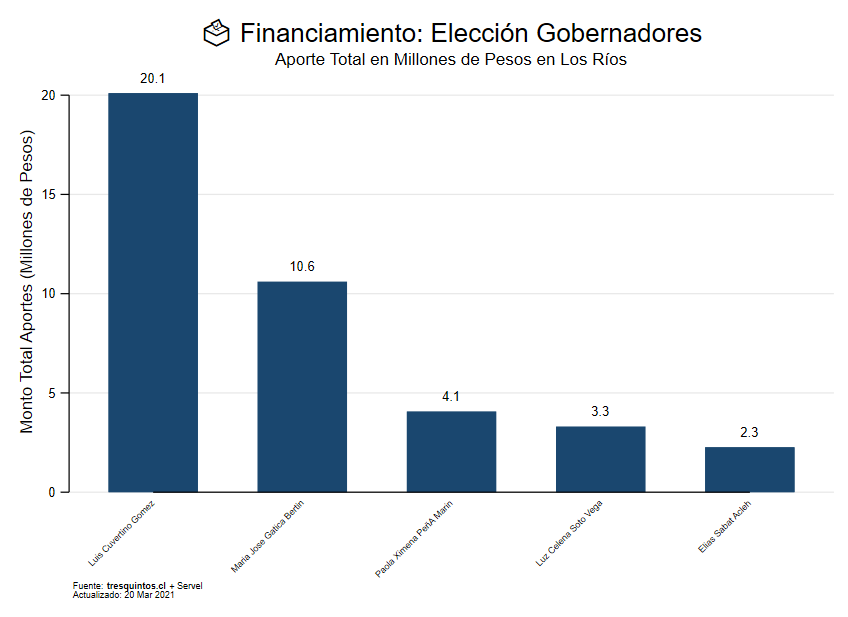 Financiamiento: Elección Gobernadores
Aporte Total en Millones de Pesos en Los Ríos
Monto Total Aportes (Millones de Pesos)
20
15
10
5
0
20.1
10.6
4.1
3.3
2.3
Luis Cuvertino Gomez
Maria Jose Gatica Bertin
Paola Ximena PeñA Marin
Luz Celena Soto Vega
Elias Sabat Acleh
Fuente: tresquintos.cl + Servel
Actualizado: 20 Mar 2021